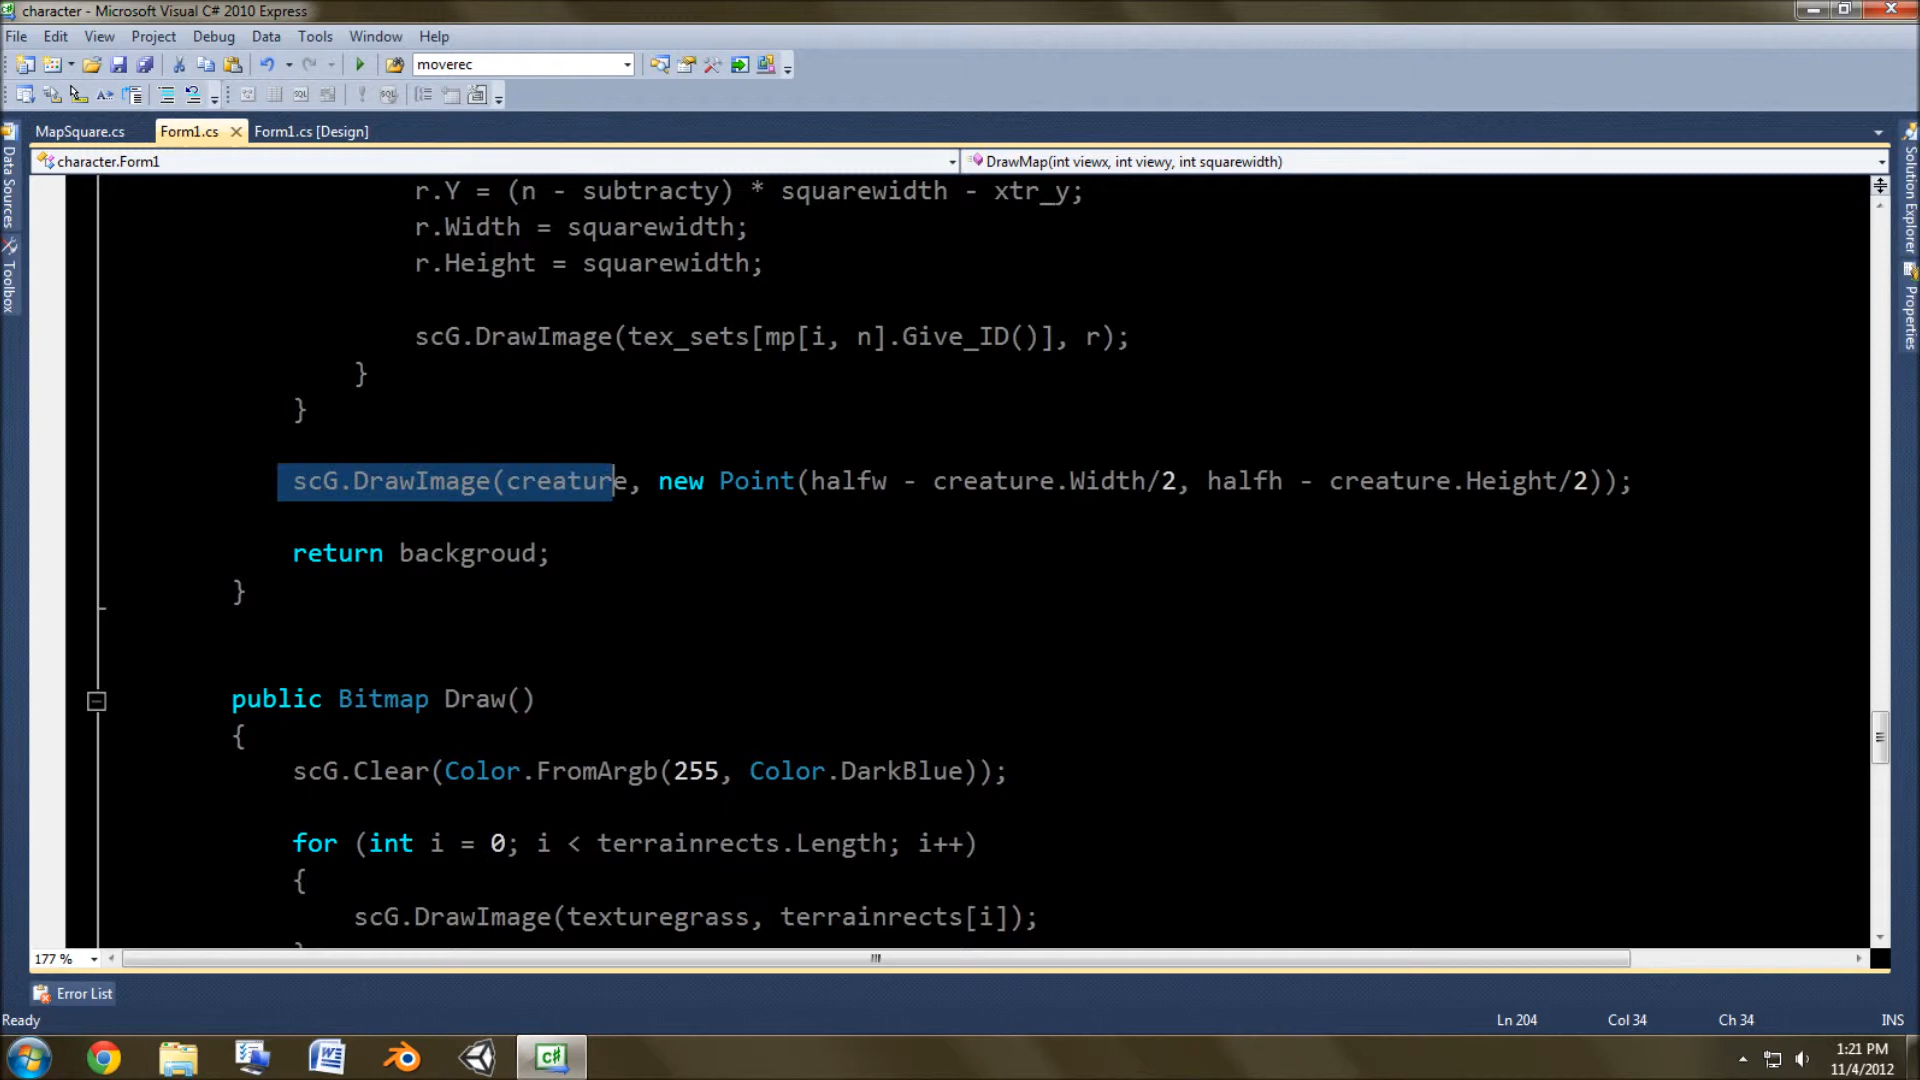 character - Microsoft Visual C# 2010 Express
File Edit View Project Debug Data Tools Window Help
moverec
MapSquare.cs Form1.cs Form1.cs [Design]
character.Form1 DrawMap(int viewx, int viewy, int squarewidth)
Data Sources
Toolbox
Solution Explorer
Properties
r.Y = (n - subtracty) * squarewidth - xtr_y;
r.Width = squarewidth;
r.Height = squarewidth;
scG.DrawImage(tex_sets[mp[i, n].Give_ID()], r);
}
}
scG.DrawImage(creature, new Point(halfw - creature.Width/2, halfh - creature.Height/2));
return backgroud;
}
public Bitmap Draw()
{
scG.Clear(Color.FromArgb(255, Color.DarkBlue));
for (int i = 0; i < terrainrects.Length; i++)
{
scG.DrawImage(texturegrass, terrainrects[i]);
177 %
Error List
Ready Ln 204 Col 34 Ch 34 INS
1:21 PM
11/4/2012